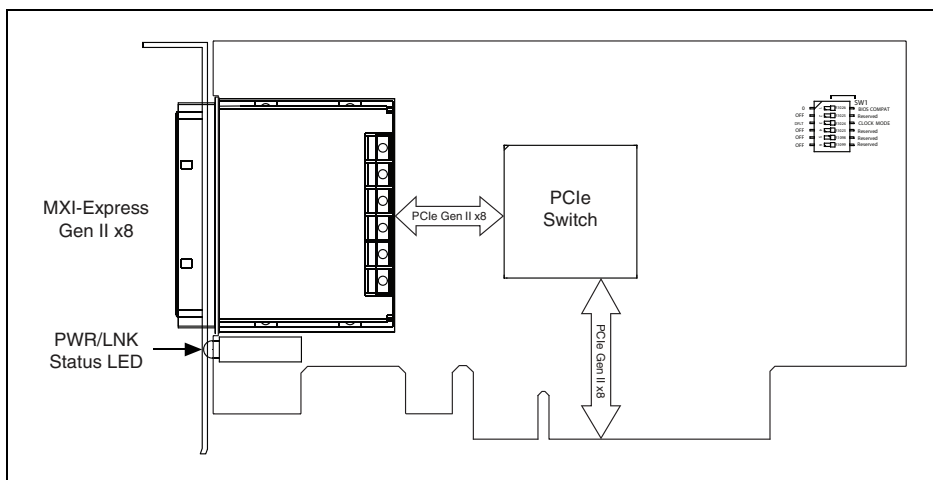 MXI-Express
Gen II x8
PWR/LNK
Status LED
PCIe Gen II x8
PCIe
Switch
PCIe Gen II x8
SW1
BIOS COMPAT
OFF Reserved
CLOCK MODE
OFF Reserved
OFF Reserved
OFF Reserved